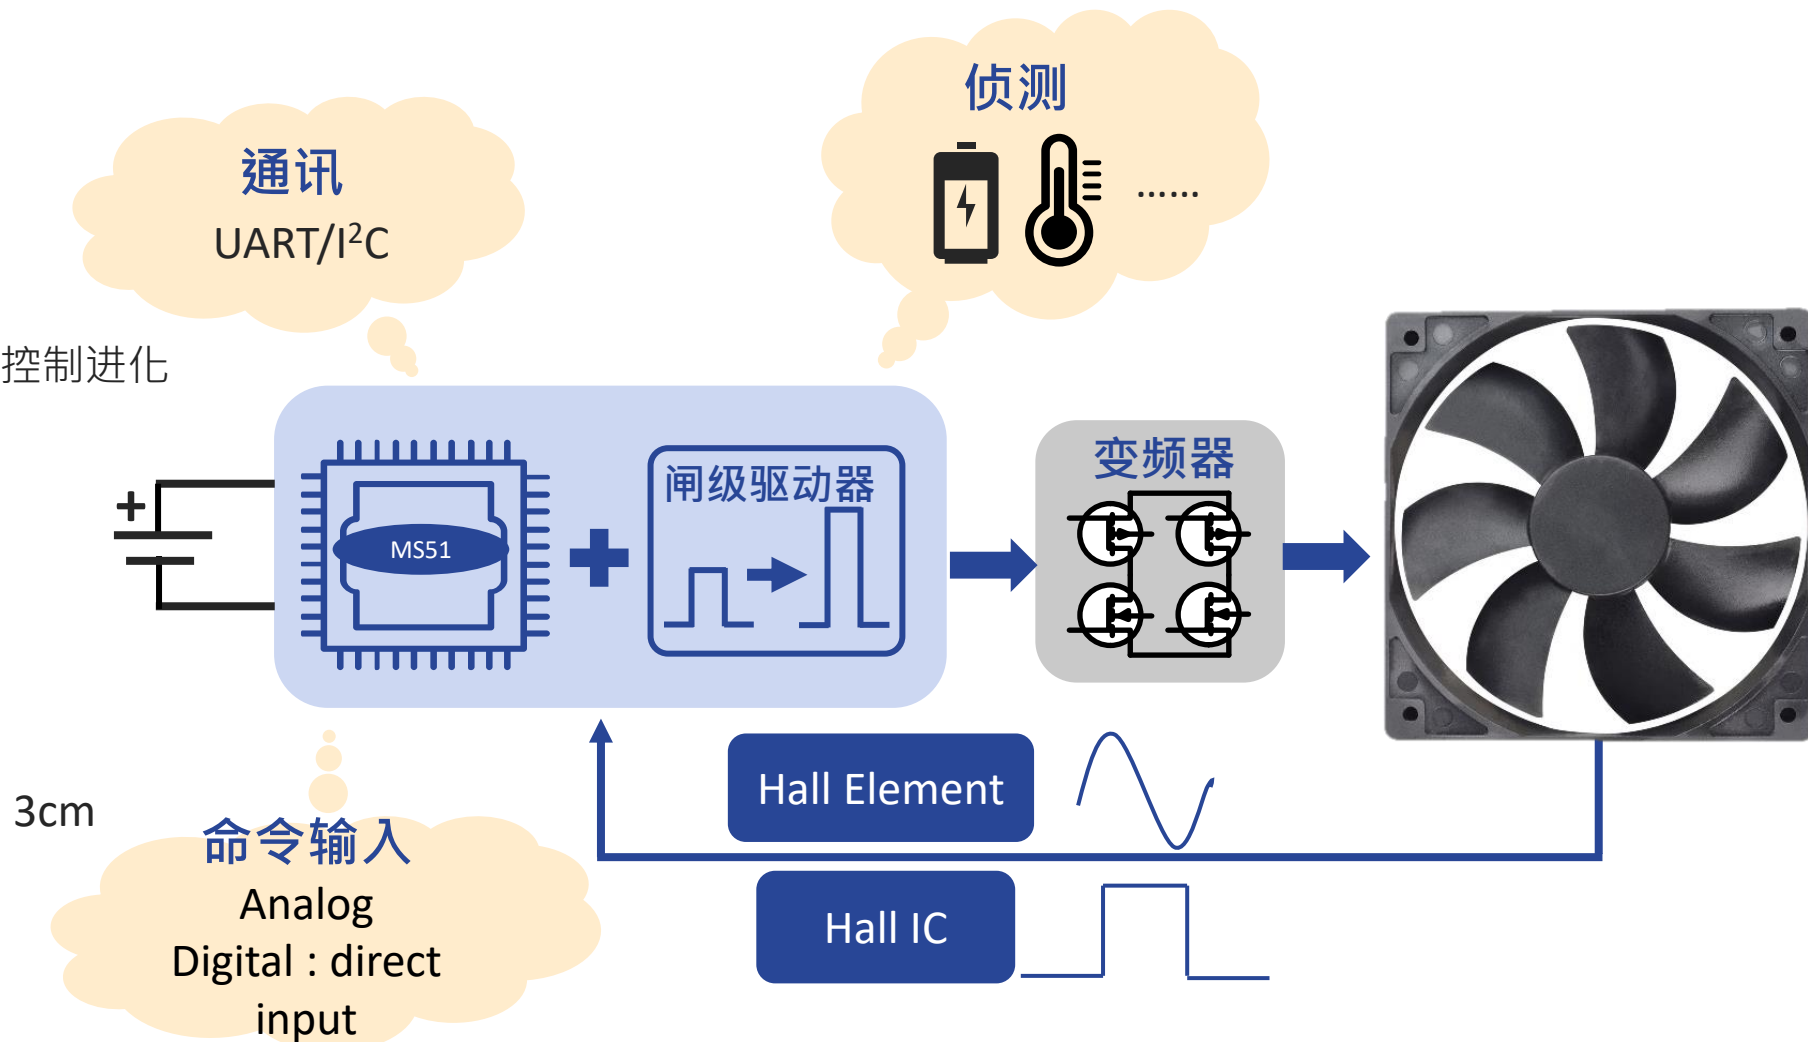 侦测
......
通讯
UART/I²C
控制进化
+
MS51
闸级驱动器
变频器
3cm
命令输入
Analog
Digital : direct
input
Hall Element
Hall IC